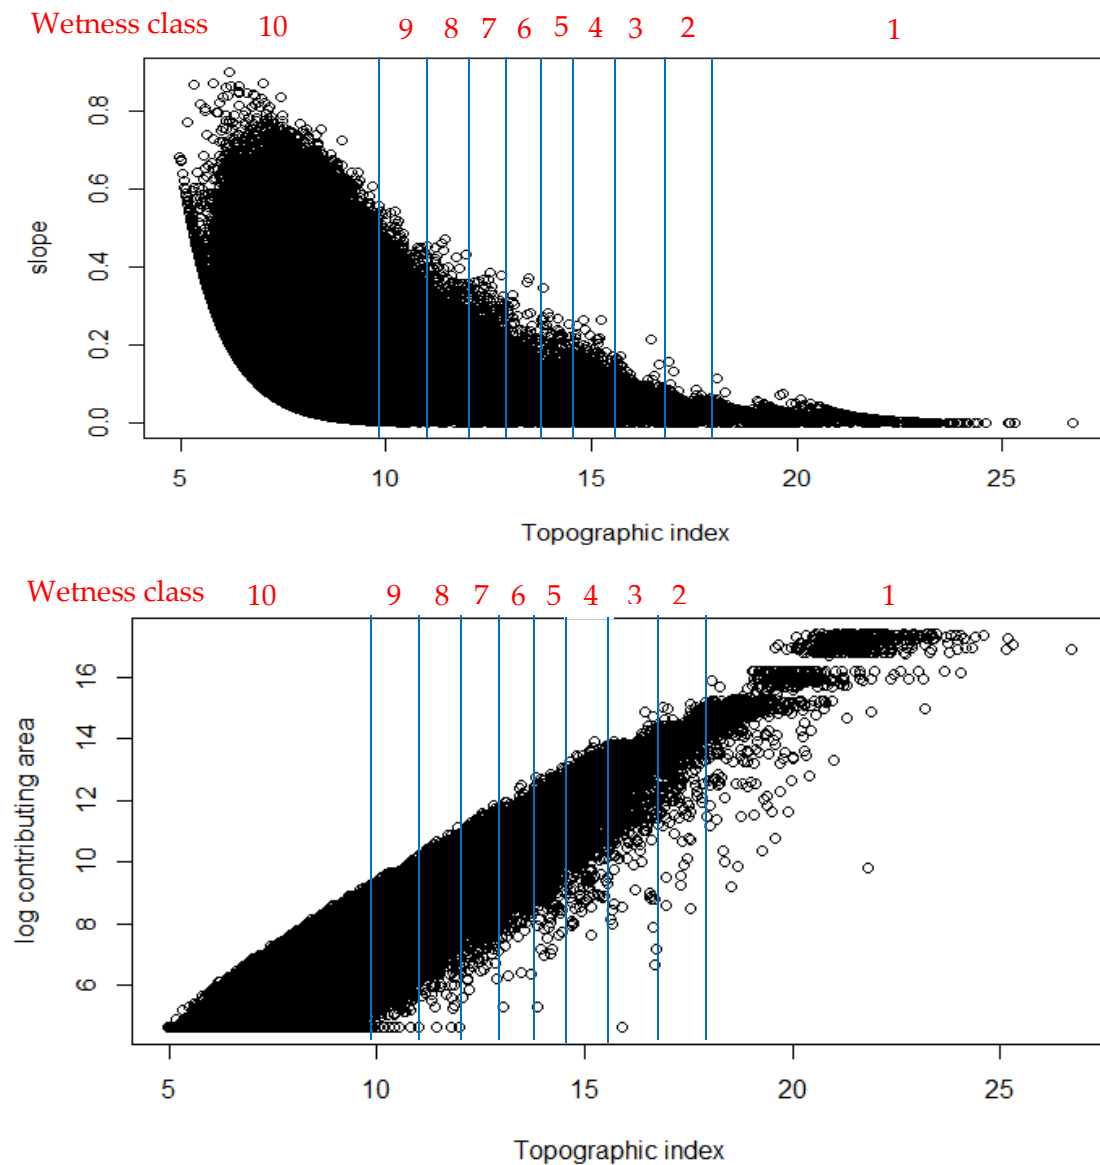 Wetness class 10 9 8 7 6 5 4 3 2 1
slope
0.8
0.6
0.4
0.2
0.0
5 10 15 20 25
Topographic index
Wetness class 10 9 8 7 6 5 4 3 2 1
log contributing area
16
14
12
10
8
6
5 10 15 20 25
Topographic index